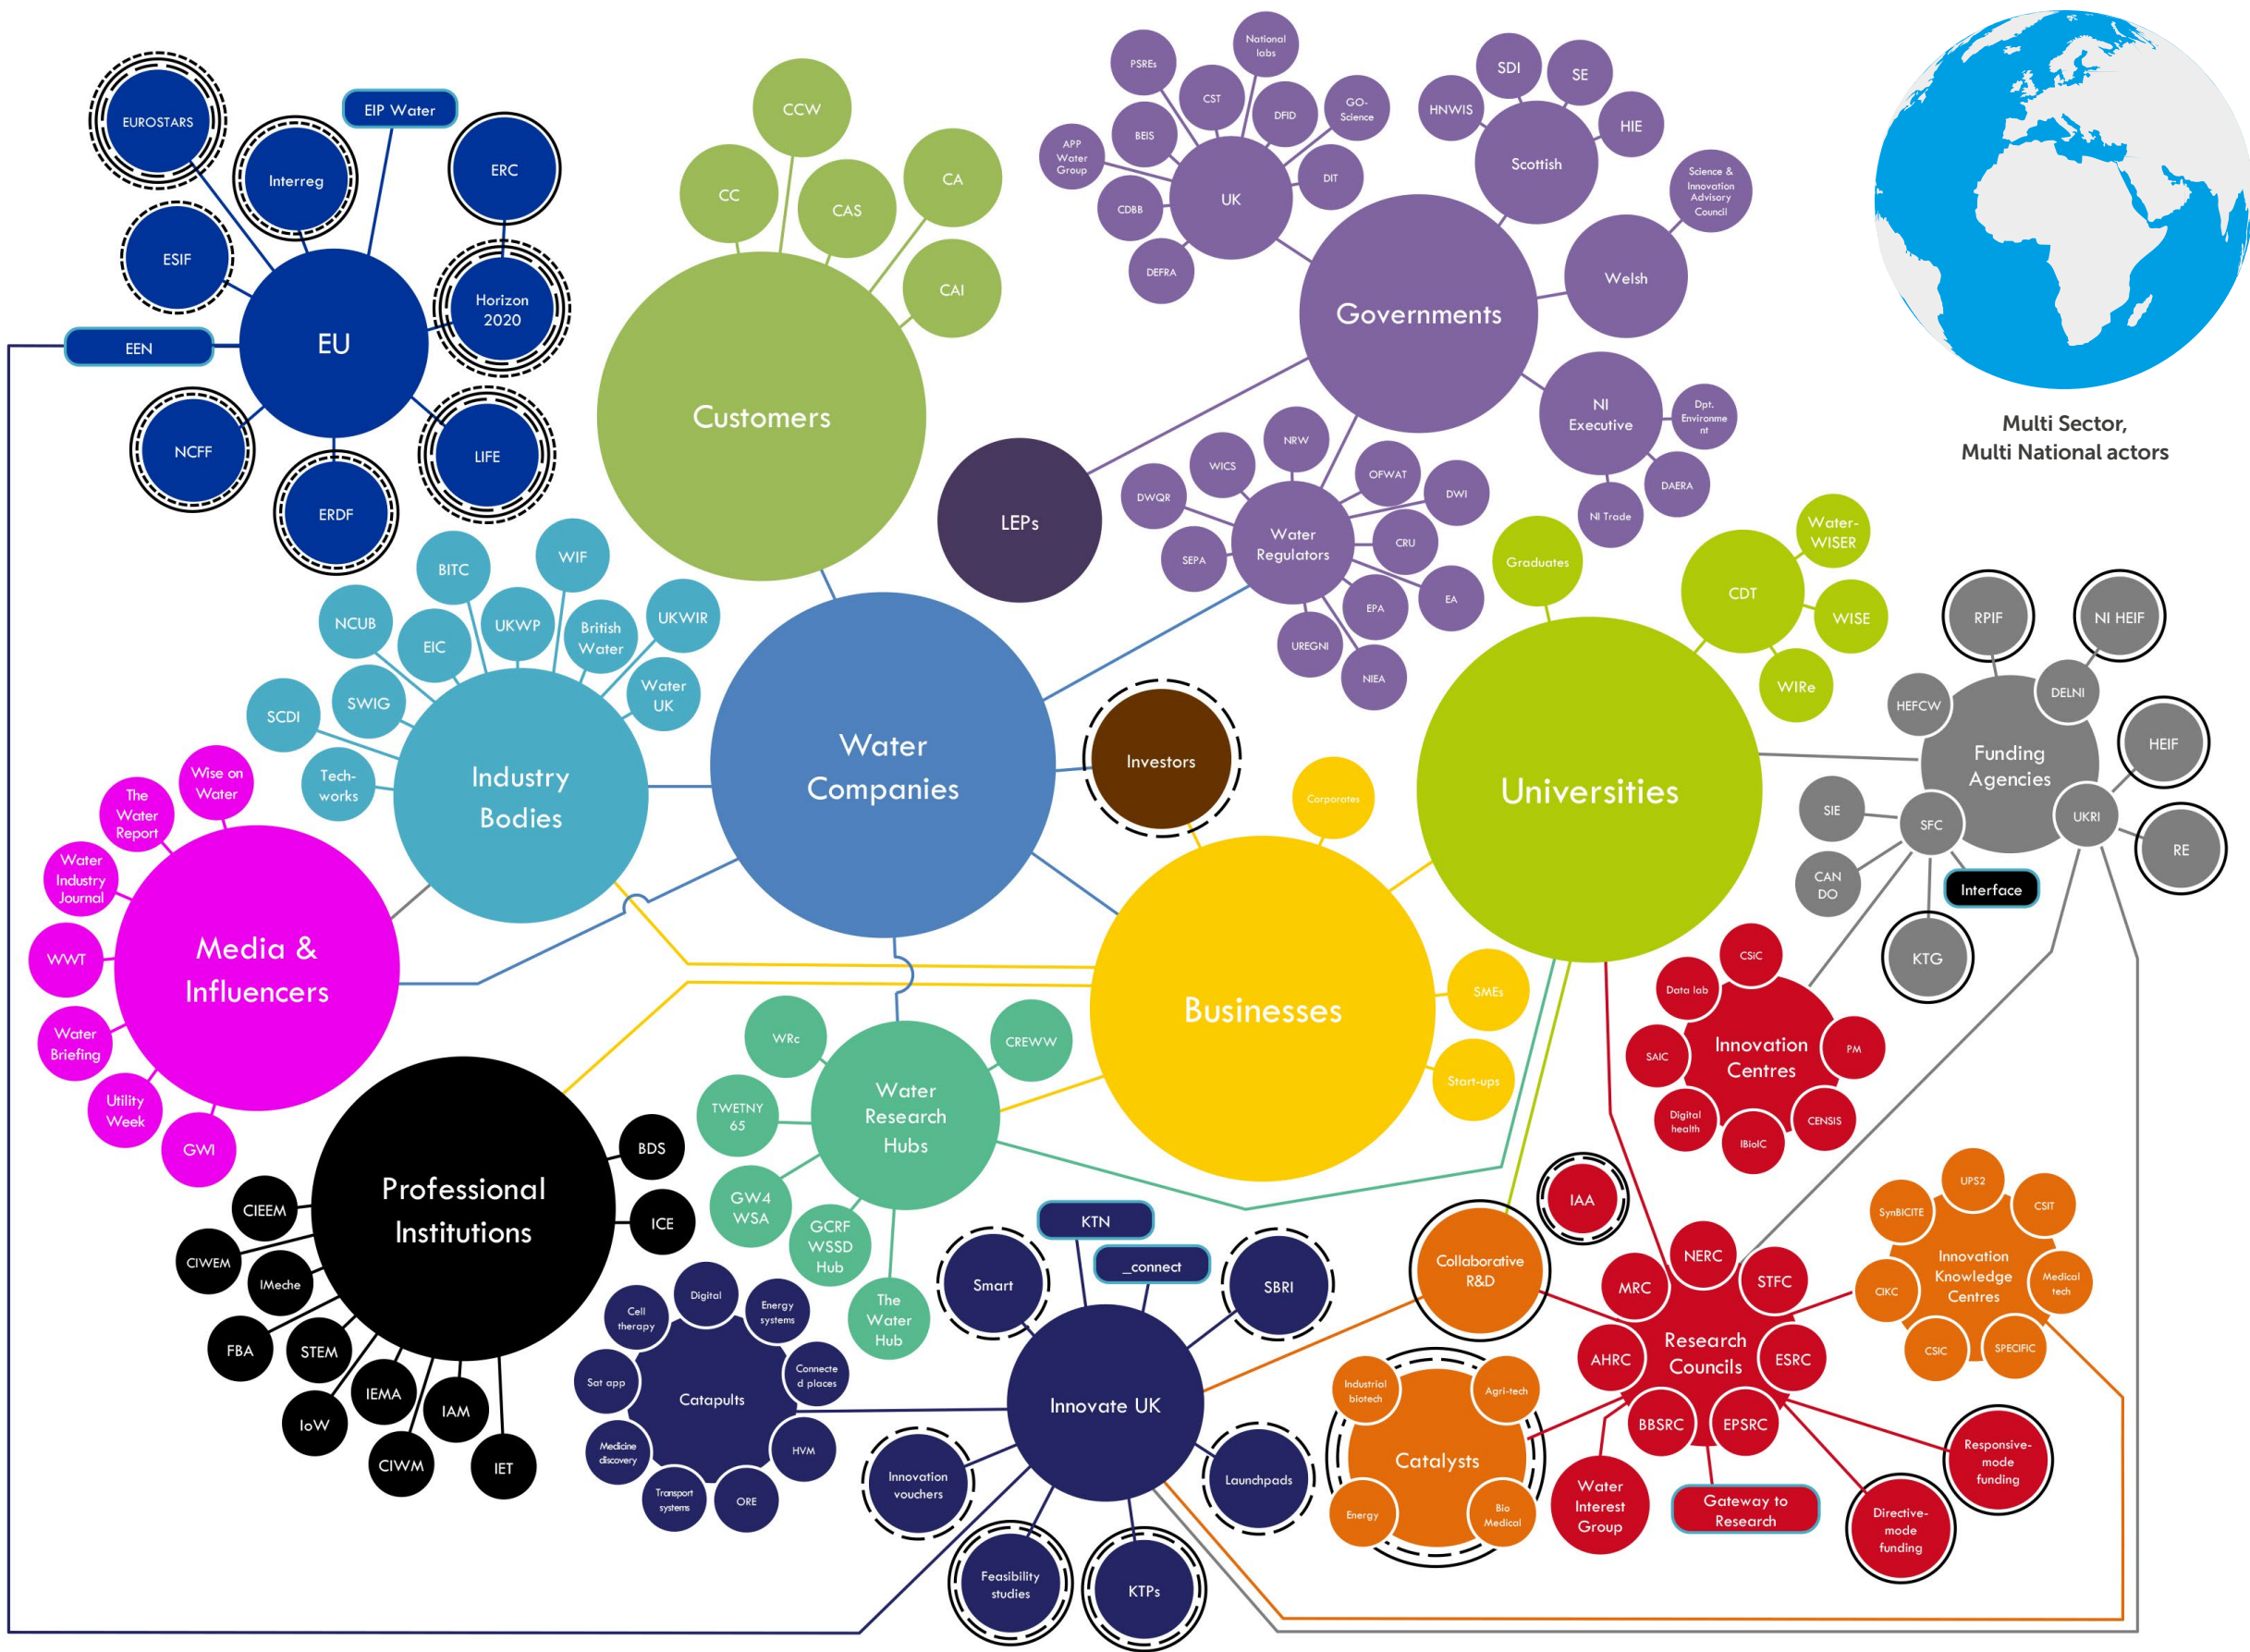 EUROSTARS
Interreg
EIP Water
ERC
ESIF
Horizon
2020
EU
EEN
NCFF
LIFE
ERDF
CCW
CC
CAS
CA
CAI
Customers
National
labs
PSREs
CST
DFID
GO-
Science
BEIS
APP
Water
Group
DIT
UK
CDBB
DEFRA
SDI
SE
HNWIS
HIE
Scottish
Science &
Innovation
Advisory
Council
Welsh
Governments
NI
Executive
Dpt.
Environme
nt
DAERA
NI Trade
LEPs
NRW
WICS
OFWAT
DWQR
DWI
Water
Regulators
CRU
SEPA
EA
EPA
UREGNI
NIEA
Multi Sector,
Multi National actors
BITC
WIF
NCUB
EIC
UKWP
British
Water
UKWIR
SWIG
Water
UK
SCDI
Tech-
works
Industry
Bodies
Water
Companies
Investors
Corporates
Graduates
Universities
CDT
Water-
WISER
WISE
WIRe
RPIF
NI HEIF
HEFCW
DELNI
Funding
Agencies
HEIF
SIE
SFC
UKRI
RE
CAN
DO
Interface
KTG
Wise on
Water
The
Water
Report
Water
Industry
Journal
WWT
Media &
Influencers
Water
Briefing
Utility
Week
GWI
Businesses
SMEs
Start-ups
WRc
CREWW
TWETNY
65
Water
Research
Hubs
GW4
WSA
GCRF
WSSD
Hub
The
Water
Hub
CSIC
Data lab
SAIC
Innovation
Centres
PM
Digital
health
IBioIC
CENSIS
Professional
Institutions
BDS
ICE
CIEEM
CIWEM
IMeche
FBA
STEM
IEMA
IoW
IAM
CIWM
IET
Digital
Cell
therapy
Energy
systems
Sat app
Catapults
Connecte
d places
Medicine
discovery
HVM
Transport
systems
ORE
KTN
_connect
Smart
SBRI
Innovate UK
Innovation
vouchers
Launchpads
Feasibility
studies
KTPs
Collaborative
R&D
IAA
Industrial
biotech
Agri-tech
Catalysts
Energy
Bio
Medical
NERC
MRC
STFC
AHRC
Research
Councils
ESRC
BBSRC
EPSRC
Water
Interest
Group
Gateway to
Research
Directive-
mode
funding
Responsive-
mode
funding
UPS2
SynBICITE
CSIT
Innovation
Knowledge
Centres
CIKC
Medical
tech
CSIC
SPECIFIC